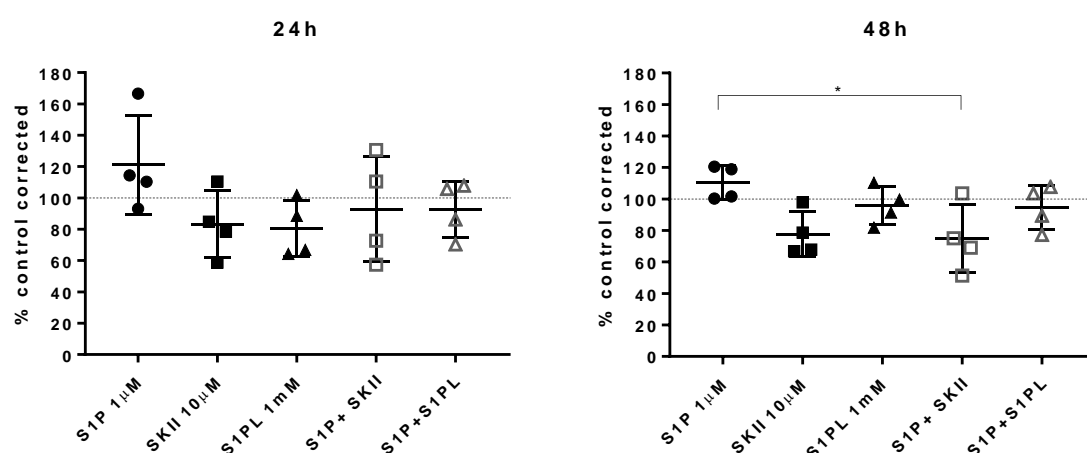 24h
% control corrected
180
160
140
120
100
80
60
40
20
0
S1P 1μM
SKII 10μM
S1PL 1mM
S1P+ SKII
S1P+S1PL
48h
% control corrected
180
160
140
120
100
80
60
40
20
0
*
S1P 1μM
SKII 10μM
S1PL 1mM
S1P+ SKII
S1P+S1PL